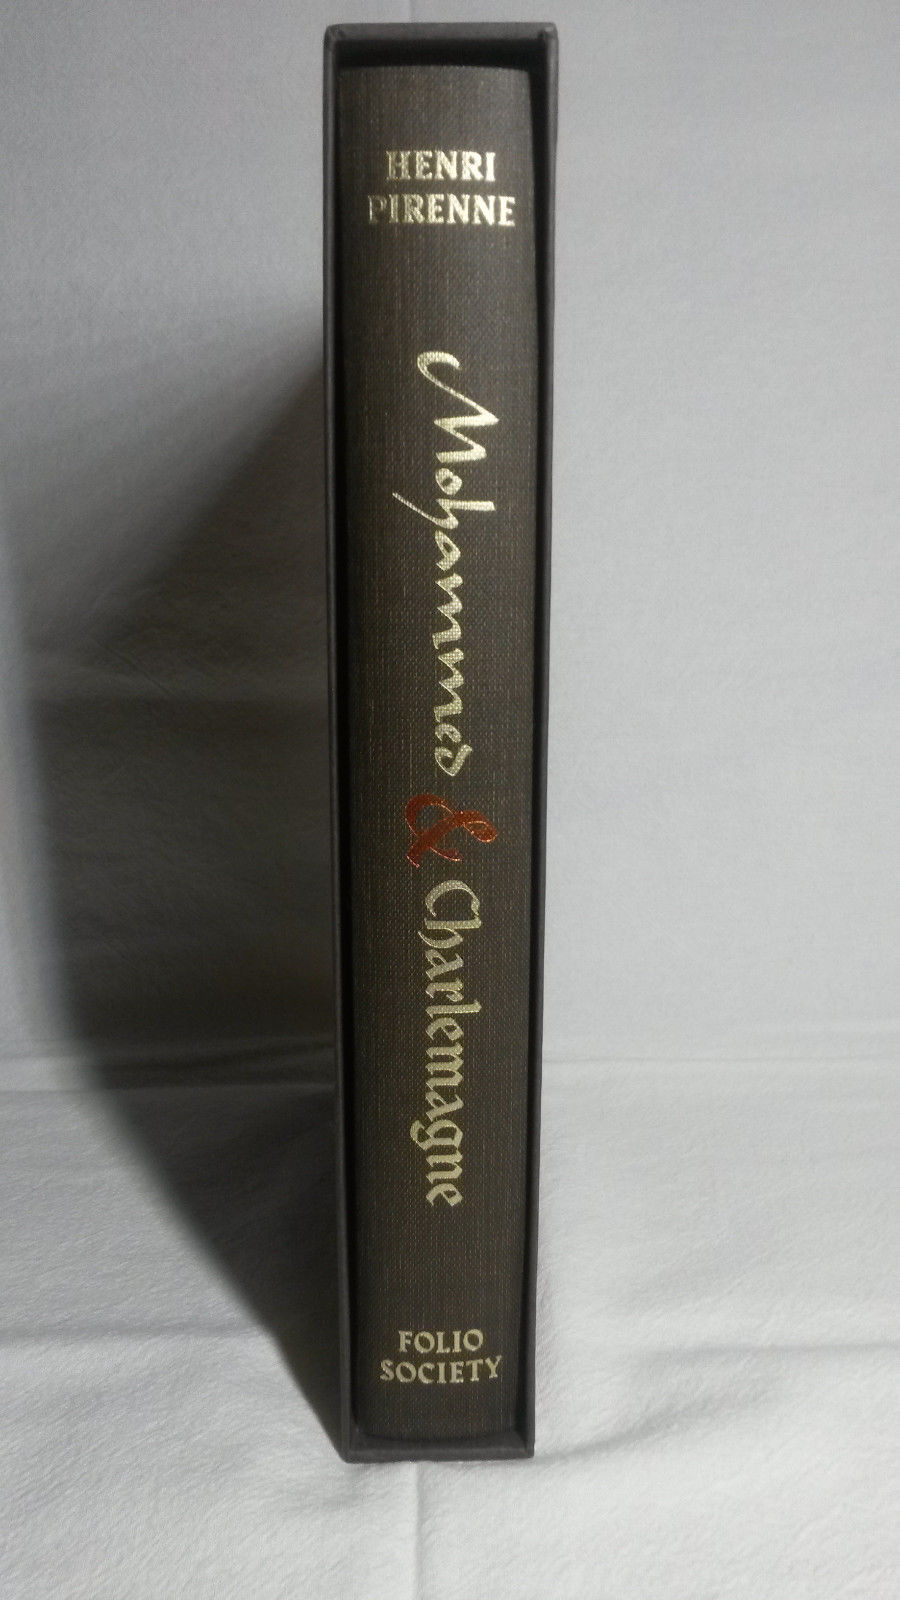 HENRI
PIRENNE
Mohammed & Charlemagne
FOLIO
SOCIETY